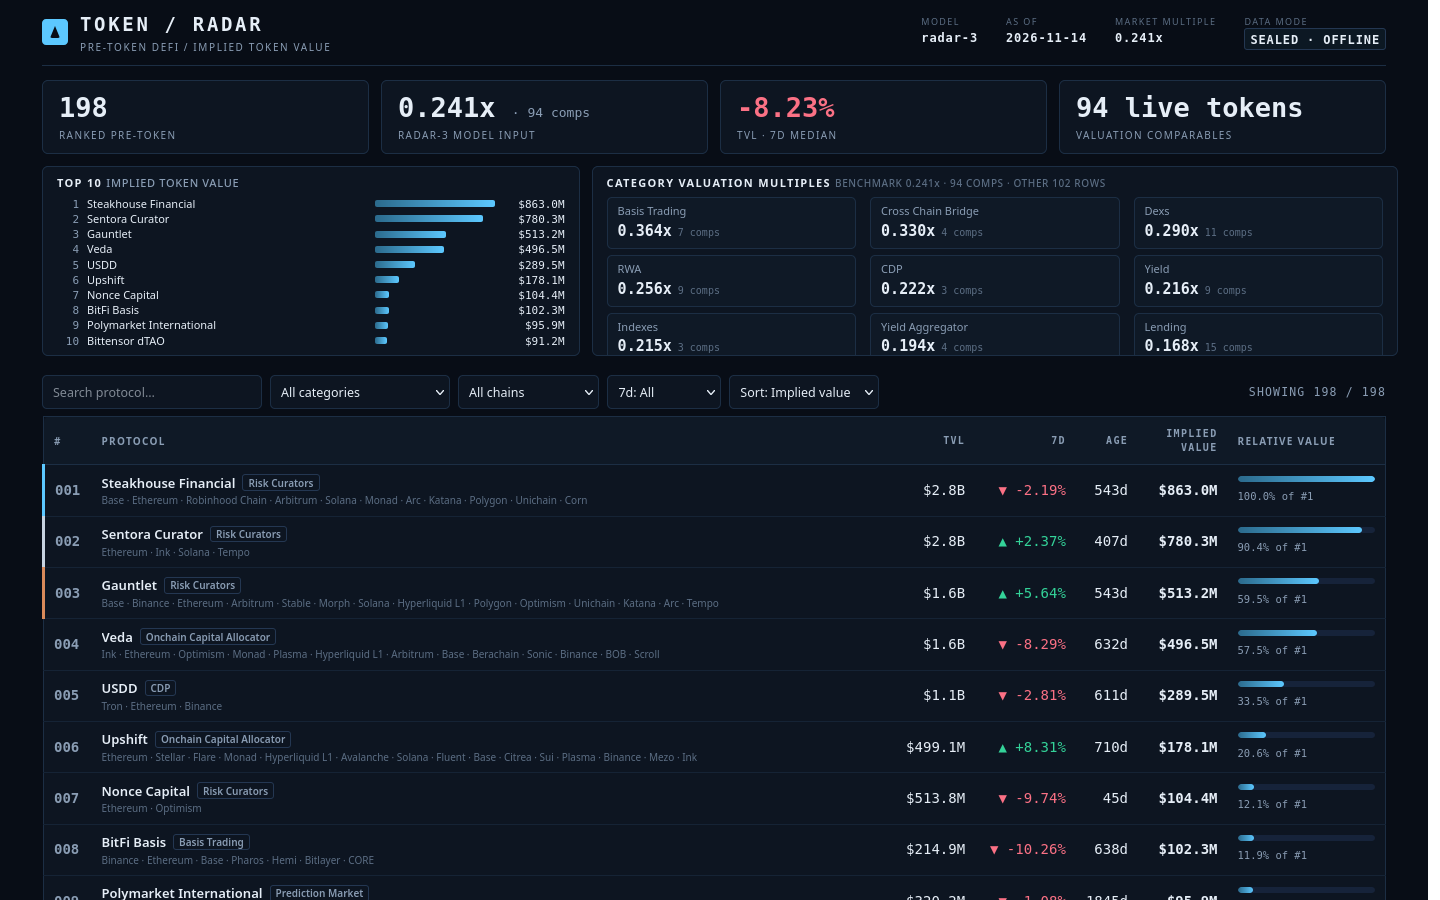 TOKEN / RADAR
PRE-TOKEN DEFI / IMPLIED TOKEN VALUE
MODEL
radar-3
AS OF
2026-11-14
MARKET MULTIPLE
0.241x
DATA MODE
SEALED · OFFLINE
198
RANKED PRE-TOKEN
0.241x · 94 comps
RADAR-3 MODEL INPUT
-8.23%
TVL · 7D MEDIAN
94 live tokens
VALUATION COMPARABLES
TOP 10 IMPLIED TOKEN VALUE
1 Steakhouse Financial $863.0M
2 Sentora Curator $780.3M
3 Gauntlet $513.2M
4 Veda $496.5M
5 USDD $289.5M
6 Upshift $178.1M
7 Nonce Capital $104.4M
8 BitFi Basis $102.3M
9 Polymarket International $95.9M
10 Bittensor dTAO $91.2M
CATEGORY VALUATION MULTIPLES BENCHMARK 0.241x · 94 COMPS · OTHER 102 ROWS
Basis Trading
0.364x 7 comps
Cross Chain Bridge
0.330x 4 comps
Dexs
0.290x 11 comps
RWA
0.256x 9 comps
CDP
0.222x 3 comps
Yield
0.216x 9 comps
Indexes
0.215x 3 comps
Yield Aggregator
0.194x 4 comps
Lending
0.168x 15 comps
Search protocol...
All categories
All chains
7d: All
Sort: Implied value
SHOWING 198 / 198
# PROTOCOL TVL 7D AGE IMPLIED VALUE RELATIVE VALUE
001 Steakhouse Financial Risk Curators $2.8B ▼ -2.19% 543d $863.0M 100.0% of #1
Base · Ethereum · Robinhood Chain · Arbitrum · Solana · Monad · Arc · Katana · Polygon · Unichain · Corn
002 Sentora Curator Risk Curators $2.8B ▲ +2.37% 407d $780.3M 90.4% of #1
Ethereum · Ink · Solana · Tempo
003 Gauntlet Risk Curators $1.6B ▲ +5.64% 543d $513.2M 59.5% of #1
Base · Binance · Ethereum · Arbitrum · Stable · Morph · Solana · Hyperliquid L1 · Polygon · Optimism · Unichain · Katana · Arc · Tempo
004 Veda Onchain Capital Allocator $1.6B ▼ -8.29% 632d $496.5M 57.5% of #1
Ink · Ethereum · Optimism · Monad · Plasma · Hyperliquid L1 · Arbitrum · Base · Berachain · Sonic · Binance · BOB · Scroll
005 USDD CDP $1.1B ▼ -2.81% 611d $289.5M 33.5% of #1
Tron · Ethereum · Binance
006 Upshift Onchain Capital Allocator $499.1M ▲ +8.31% 710d $178.1M 20.6% of #1
Ethereum · Stellar · Flare · Monad · Hyperliquid L1 · Avalanche · Solana · Fluent · Base · Citrea · Sui · Plasma · Binance · Mezo · Ink
007 Nonce Capital Risk Curators $513.8M ▼ -9.74% 45d $104.4M 12.1% of #1
Ethereum · Optimism
008 BitFi Basis Basis Trading $214.9M ▼ -10.26% 638d $102.3M 11.9% of #1
Binance · Ethereum · Base · Pharos · Hemi · Bitlayer · CORE
Polymarket International Prediction Market